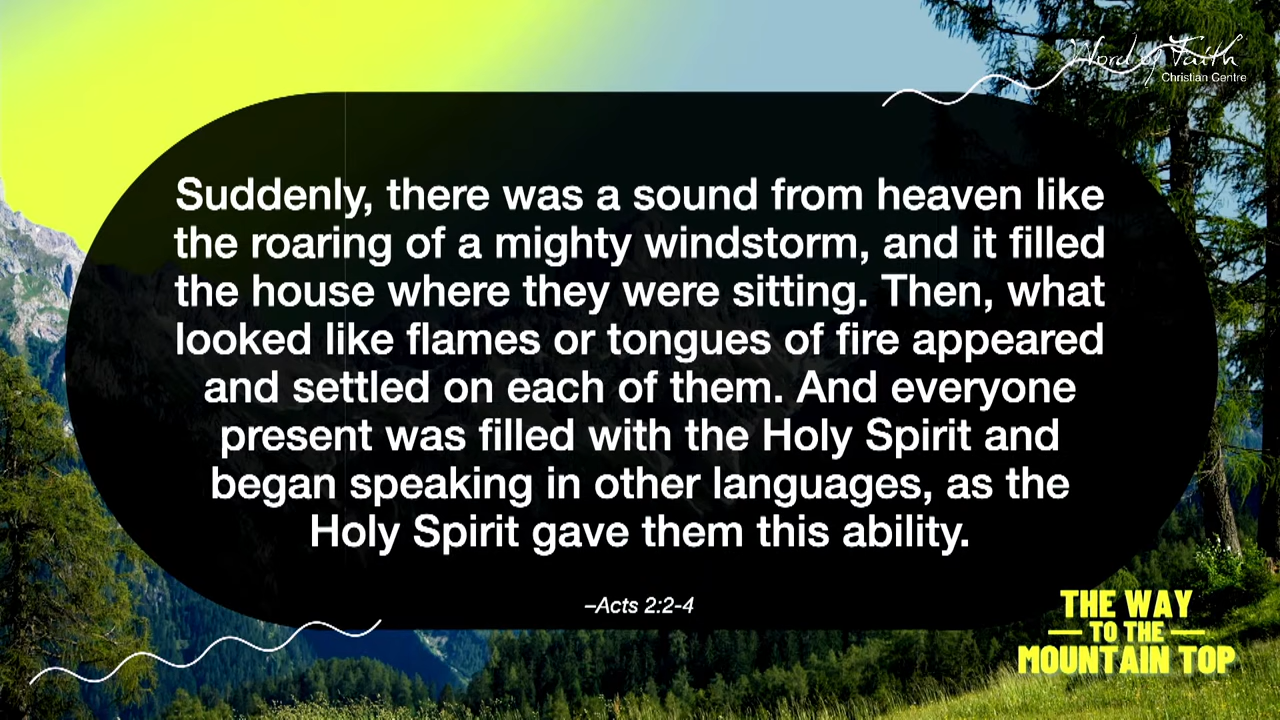 Word of Faith
Christian Centre
Suddenly, there was a sound from heaven like
the roaring of a mighty windstorm, and it filled
the house where they were sitting. Then, what
looked like flames or tongues of fire appeared
and settled on each of them. And everyone
present was filled with the Holy Spirit and
began speaking in other languages, as the
Holy Spirit gave them this ability.
–Acts 2:2-4
THE WAY
TO THE
MOUNTAIN TOP